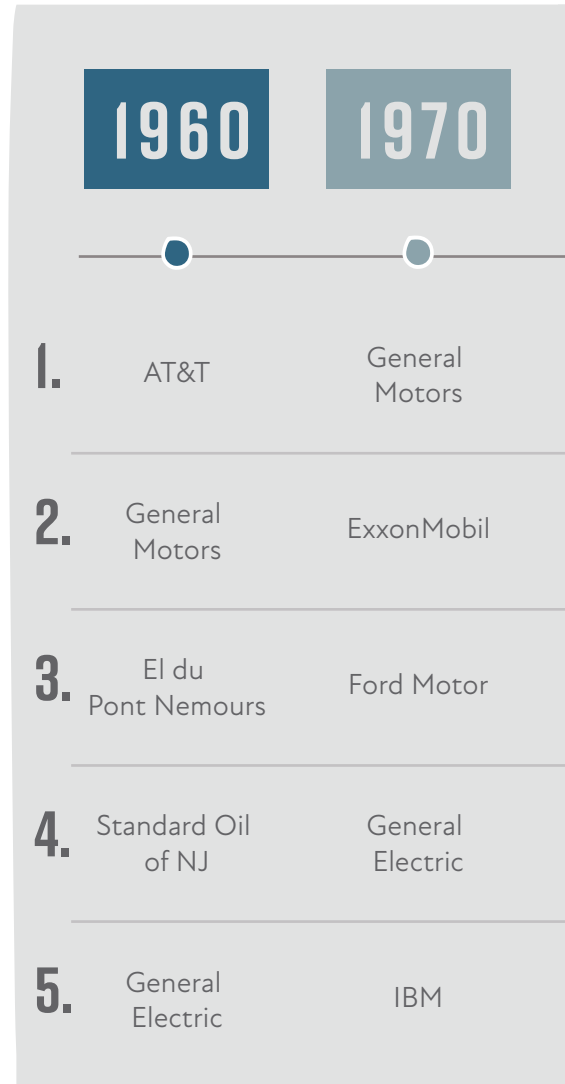 1960 1970
1. AT&T General
Motors
2. General
Motors ExxonMobil
3. El du
Pont Nemours Ford Motor
4. Standard Oil
of NJ General
Electric
5. General
Electric IBM